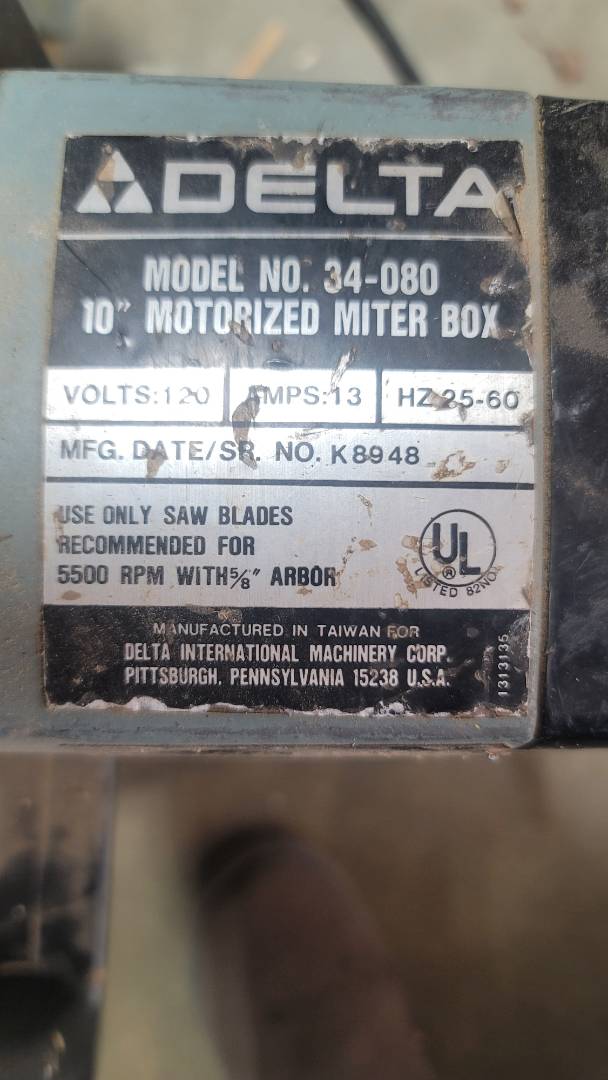 DELTA
MODEL NO. 34-080
10" MOTORIZED MITER BOX
VOLTS:120 AMPS:13 HZ 25-60
MFG. DATE/SR. NO. K8948
USE ONLY SAW BLADES
RECOMMENDED FOR
5500 RPM WITH 5/8" ARBOR
UL
®
LISTED 82NO
MANUFACTURED IN TAIWAN FOR
DELTA INTERNATIONAL MACHINERY CORP.
PITTSBURGH, PENNSYLVANIA 15238 U.S.A.
1313135